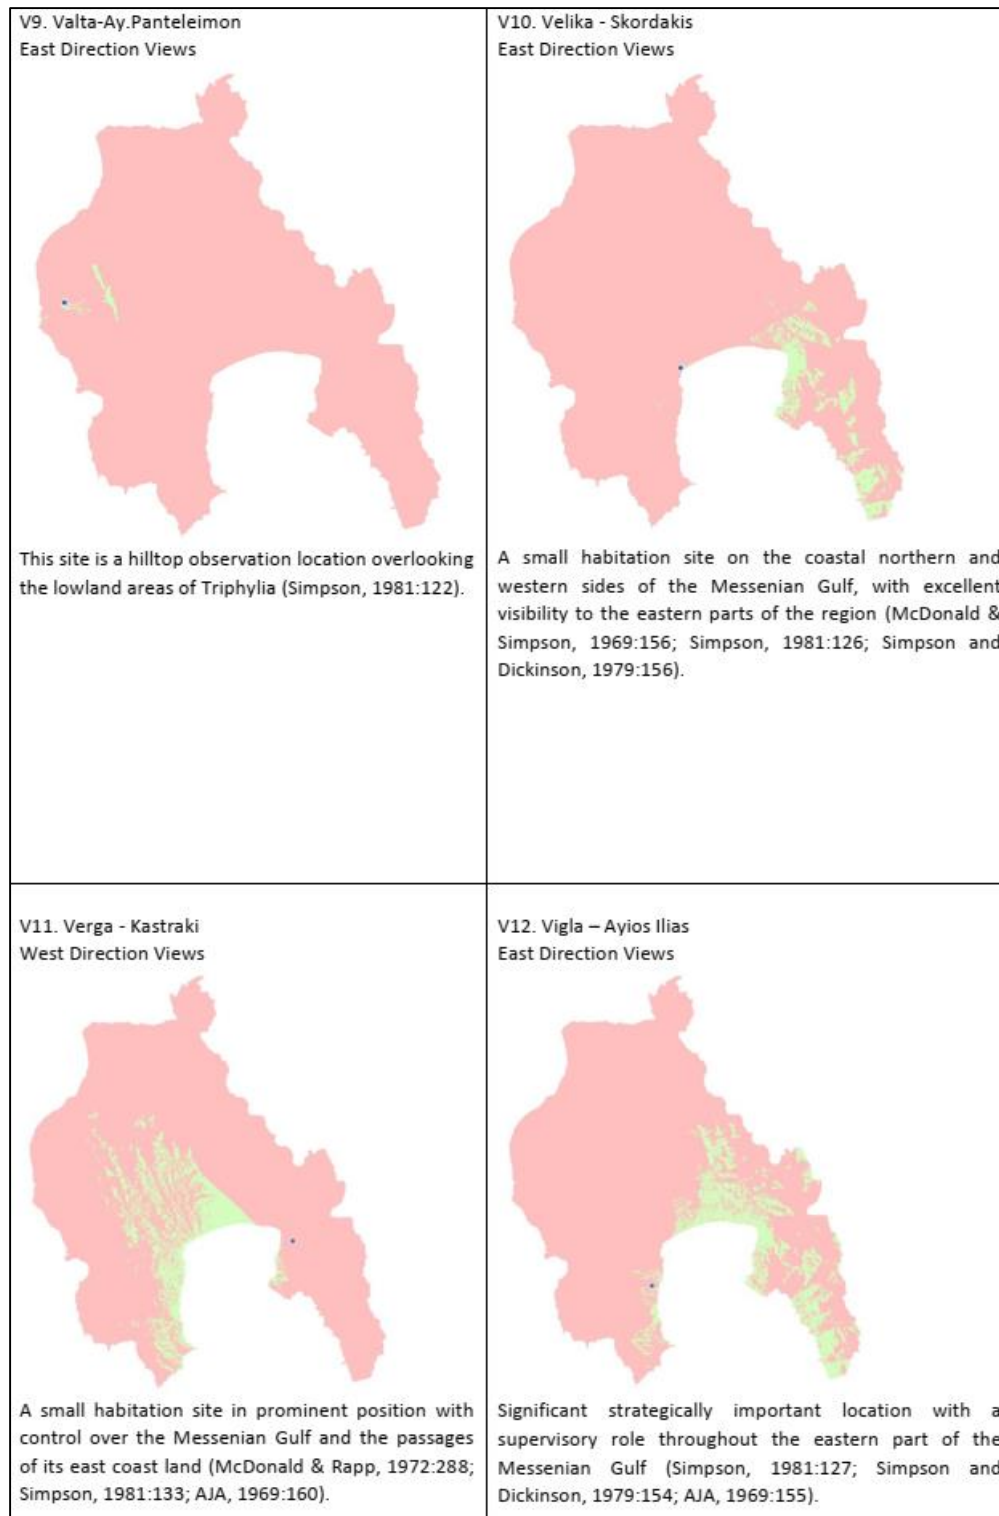 V9. Valta-Ay.Panteleimon
East Direction Views
This site is a hilltop observation location overlooking
the lowland areas of Triphylia (Simpson, 1981:122).
V10. Velika - Skordakis
East Direction Views
A small habitation site on the coastal northern and
western sides of the Messenian Gulf, with excellent
visibility to the eastern parts of the region (McDonald &
Simpson, 1969:156; Simpson, 1981:126; Simpson and
Dickinson, 1979:156).
V11. Verga - Kastraki
West Direction Views
A small habitation site in prominent position with
control over the Messenian Gulf and the passages
of its east coast land (McDonald & Rapp, 1972:288;
Simpson, 1981:133; AJA, 1969:160).
V12. Vigla – Ayios Ilias
East Direction Views
Significant strategically important location with a
supervisory role throughout the eastern part of the
Messenian Gulf (Simpson, 1981:127; Simpson and
Dickinson, 1979:154; AJA, 1969:155).